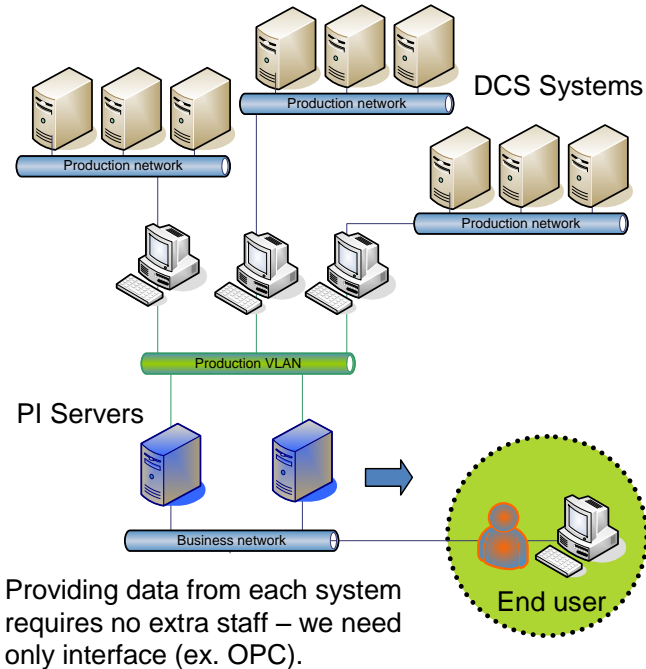 Production network
DCS Systems
Production network
Production network
Production VLAN
PI Servers
Business network
End user
Providing data from each system
requires no extra staff – we need
only interface (ex. OPC).